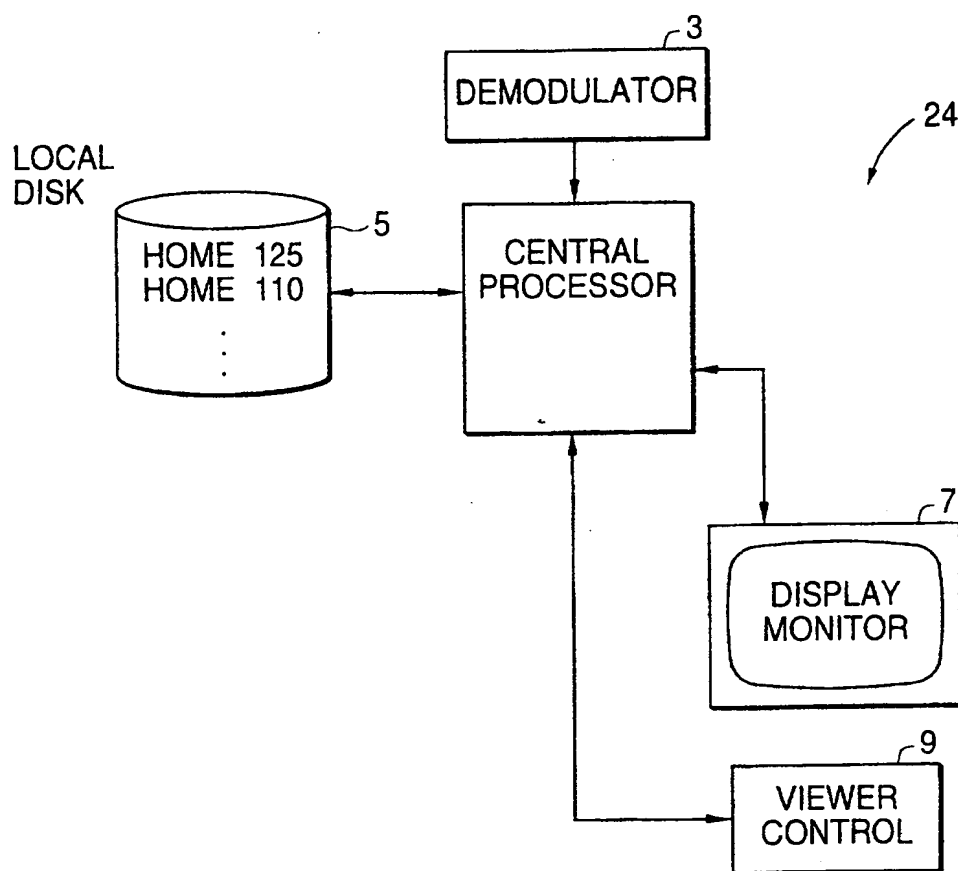 3
DEMODULATOR
24
LOCAL
DISK
5
HOME 125
HOME 110
.
.
.
CENTRAL
PROCESSOR
7
DISPLAY
MONITOR
9
VIEWER
CONTROL